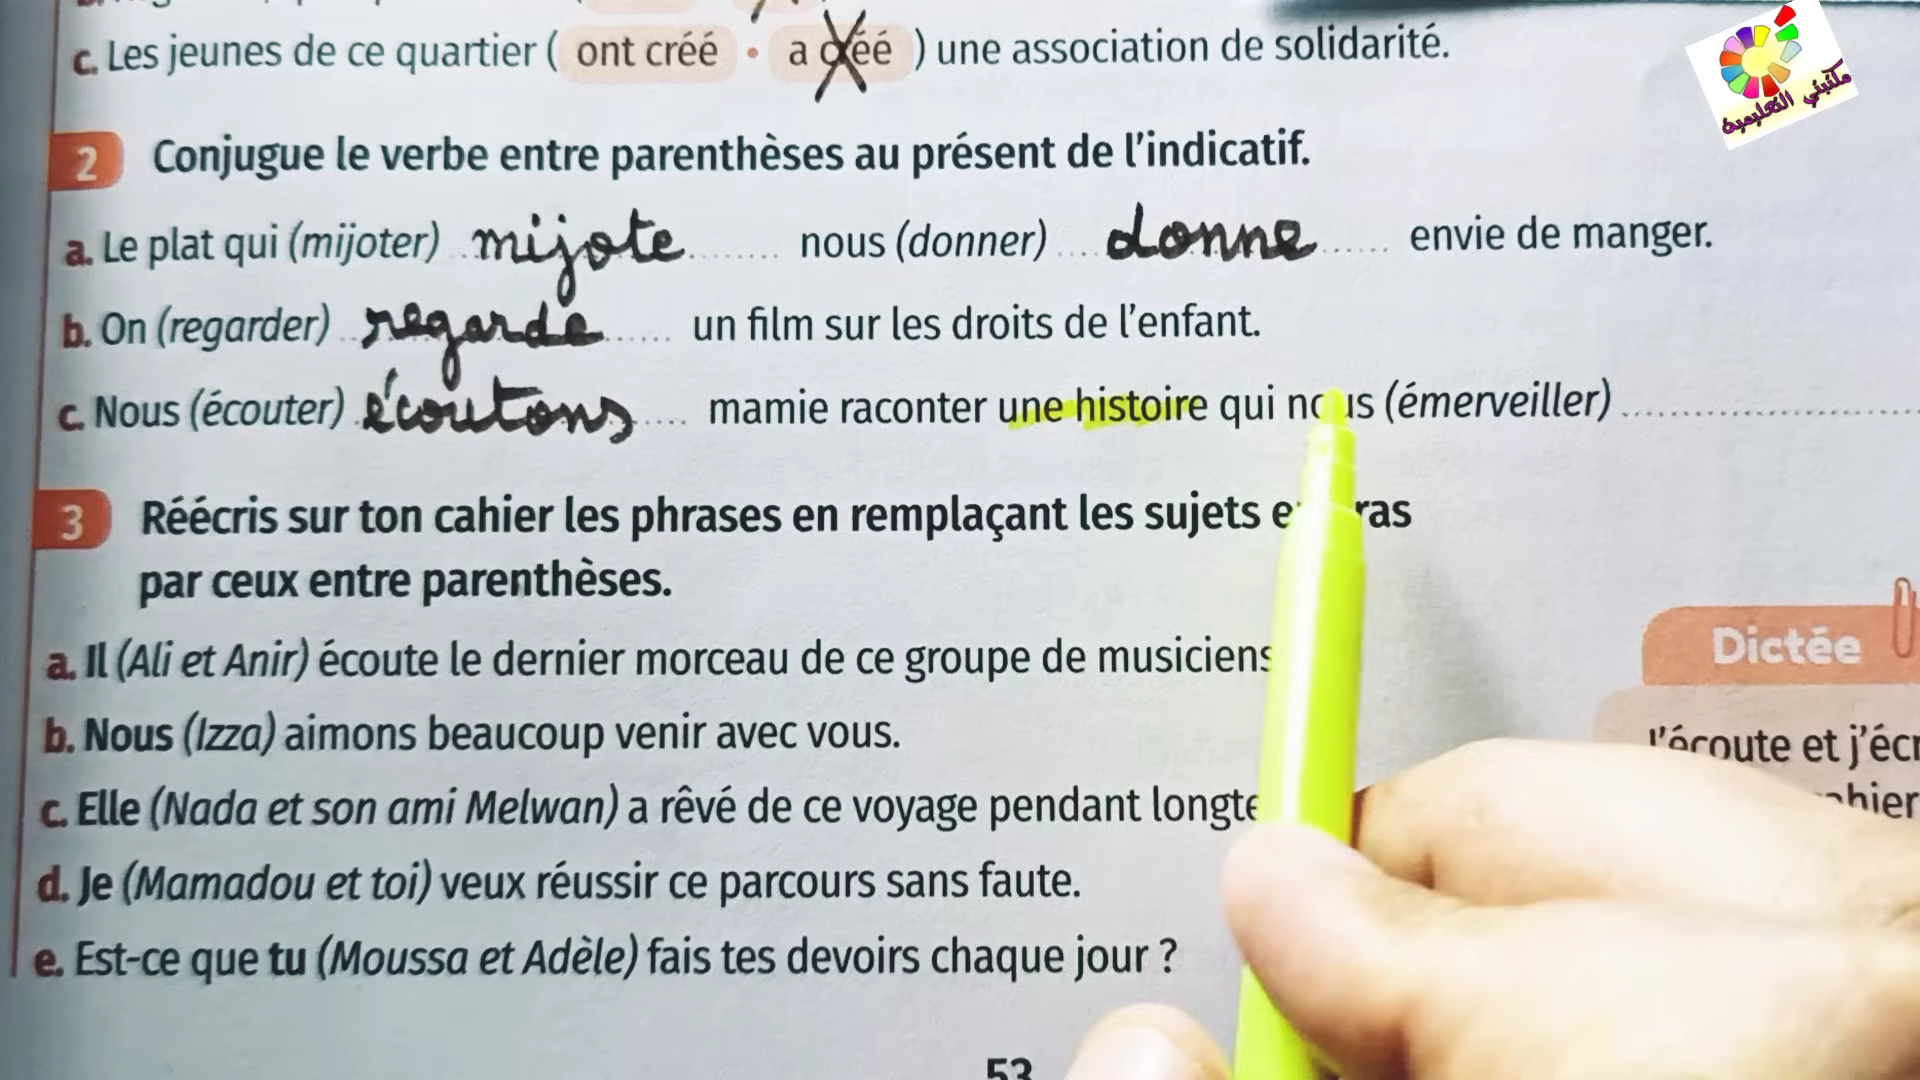 c. Les jeunes de ce quartier ( ont créé • a créé ) une association de solidarité.
مكتبتي التعليمية
2 Conjugue le verbe entre parenthèses au présent de l'indicatif.
a. Le plat qui (mijoter) mijote ........ nous (donner) .... donne ...... envie de manger.
b. On (regarder) regarde ...... un film sur les droits de l'enfant.
c. Nous (écouter) écoutons .... mamie raconter une histoire qui nous (émerveiller) ........................
3 Réécris sur ton cahier les phrases en remplaçant les sujets
par ceux entre parenthèses.
a. Il (Ali et Anir) écoute le dernier morceau de ce groupe de musiciens
b. Nous (Izza) aimons beaucoup venir avec vous.
c. Elle (Nada et son ami Melwan) a rêvé de ce voyage pendant
d. Je (Mamadou et toi) veux réussir ce parcours sans faute.
e. Est-ce que tu (Moussa et Adèle) fais tes devoirs chaque jour ?
Dictée
J'écoute et
53